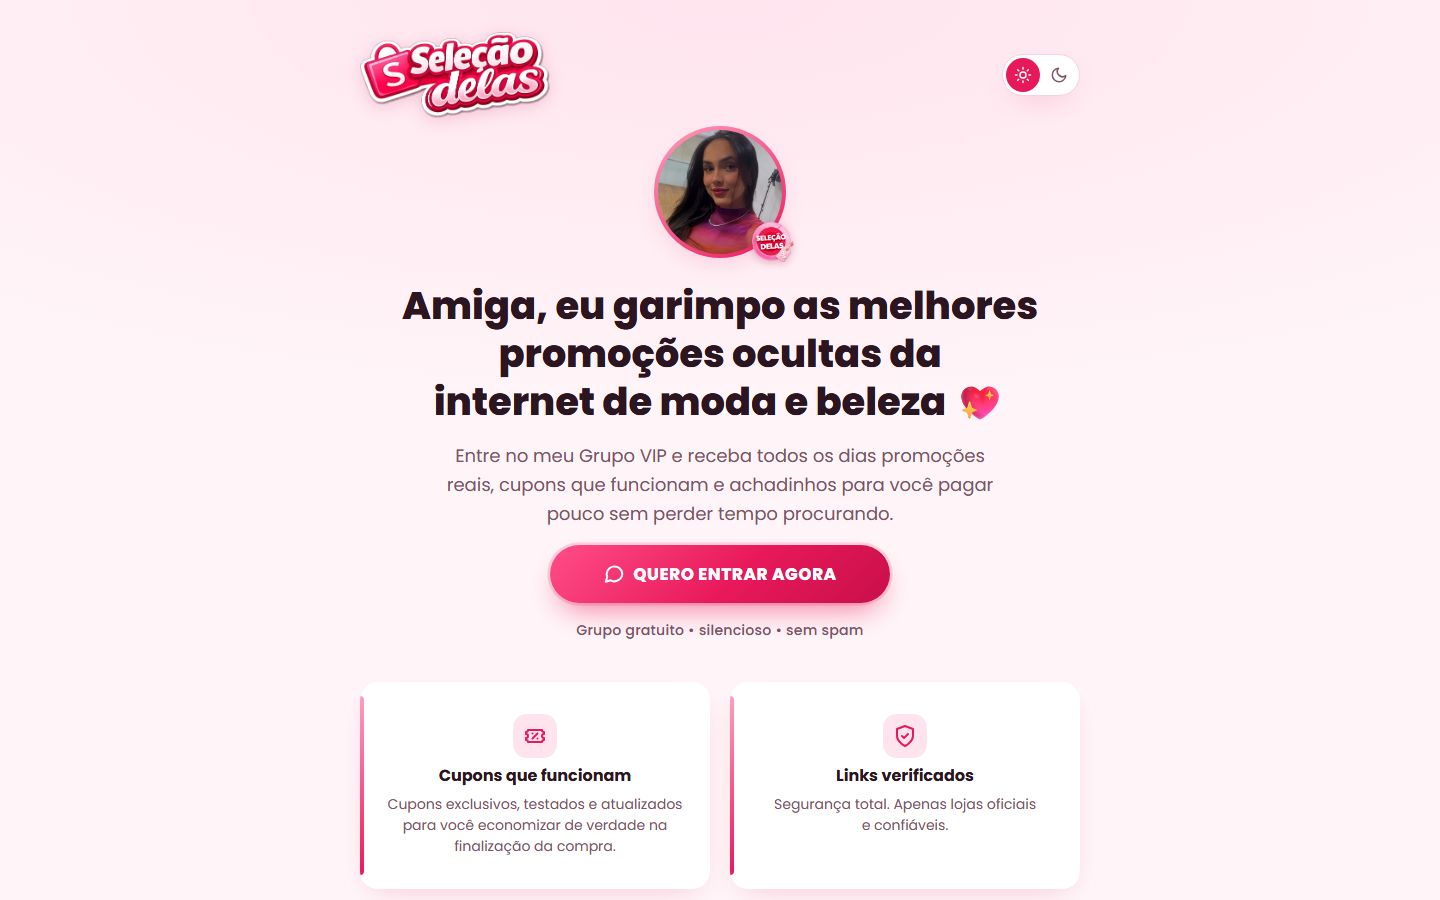 S Seleção
delas
SELEÇÃO
DELAS
Amiga, eu garimpo as melhores
promoções ocultas da
internet de moda e beleza 💖
Entre no meu Grupo VIP e receba todos os dias promoções
reais, cupons que funcionam e achadinhos para você pagar
pouco sem perder tempo procurando.
QUERO ENTRAR AGORA
Grupo gratuito • silencioso • sem spam
Cupons que funcionam
Cupons exclusivos, testados e atualizados
para você economizar de verdade na
finalização da compra.
Links verificados
Segurança total. Apenas lojas oficiais
e confiáveis.